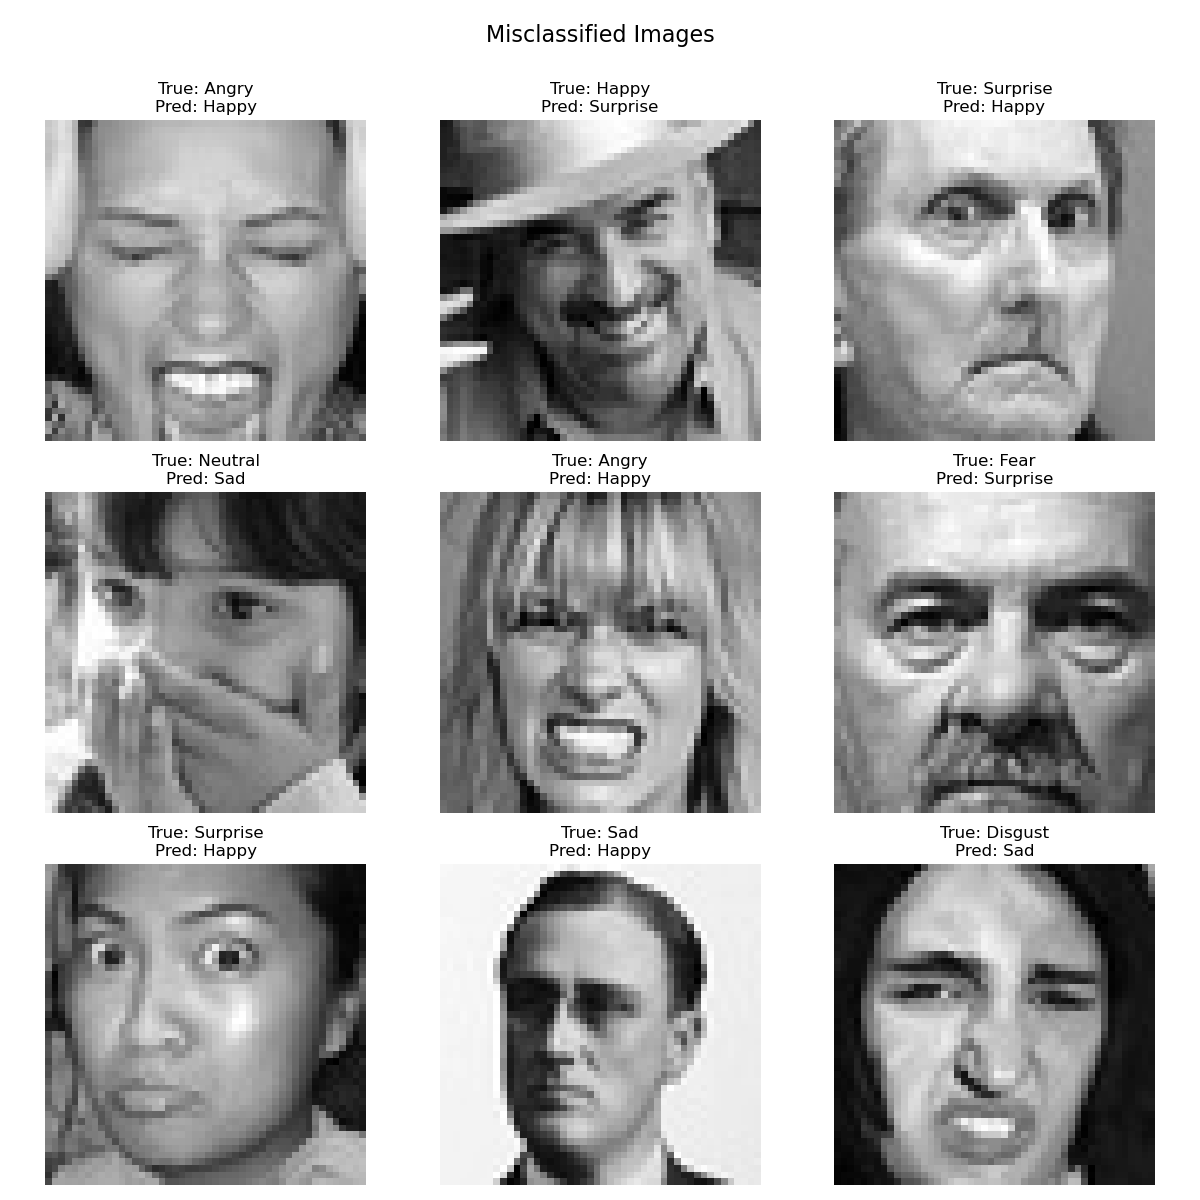 Misclassified Images
True: Angry
Pred: Happy
True: Happy
Pred: Surprise
True: Surprise
Pred: Happy
True: Neutral
Pred: Sad
True: Angry
Pred: Happy
True: Fear
Pred: Surprise
True: Surprise
Pred: Happy
True: Sad
Pred: Happy
True: Disgust
Pred: Sad